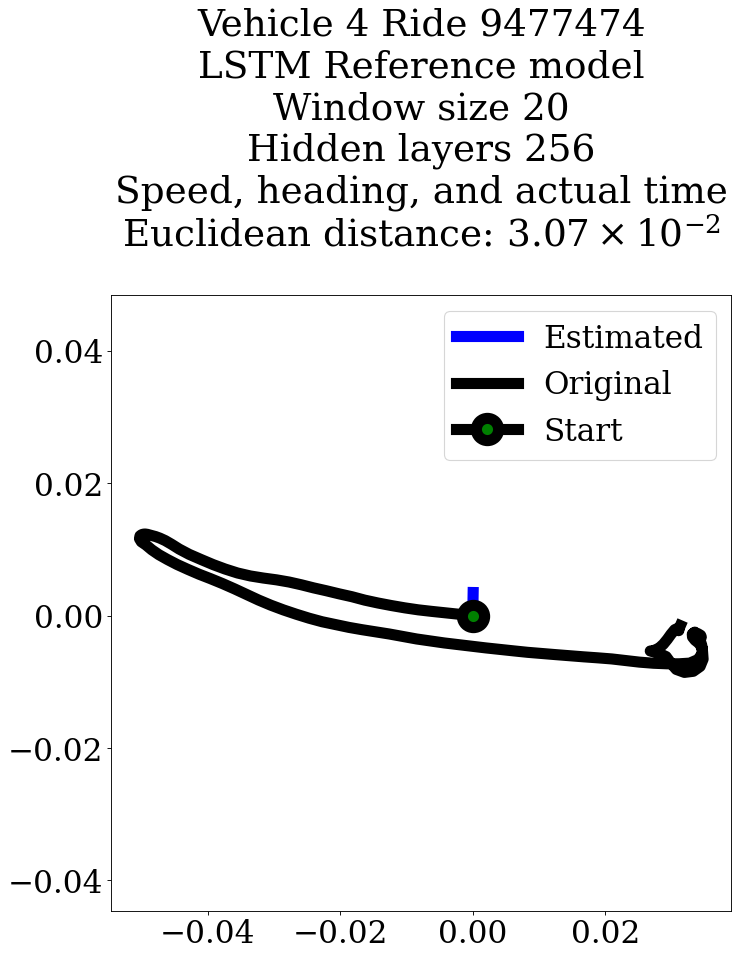 Vehicle 4 Ride 9477474
LSTM Reference model
Window size 20
Hidden layers 256
Speed, heading, and actual time
Euclidean distance: 3.07 × 10⁻²
Estimated
Original
Start
0.04
0.02
0.00
−0.02
−0.04
−0.04 −0.02 0.00 0.02